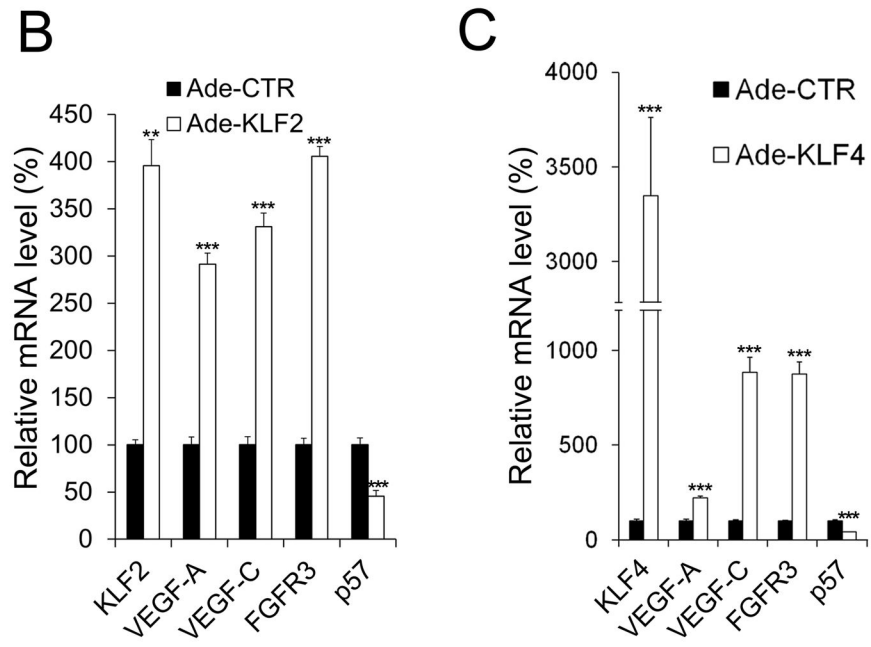 B
Ade-CTR
Ade-KLF2
Relative mRNA level (%)
450
400
350
300
250
200
150
100
50
0
**
***
***
***
***
KLF2
VEGF-A
VEGF-C
FGFR3
p57
C
Ade-CTR
Ade-KLF4
Relative mRNA level (%)
4000
3500
3000
1000
500
0
***
***
***
***
***
KLF4
VEGF-A
VEGF-C
FGFR3
p57